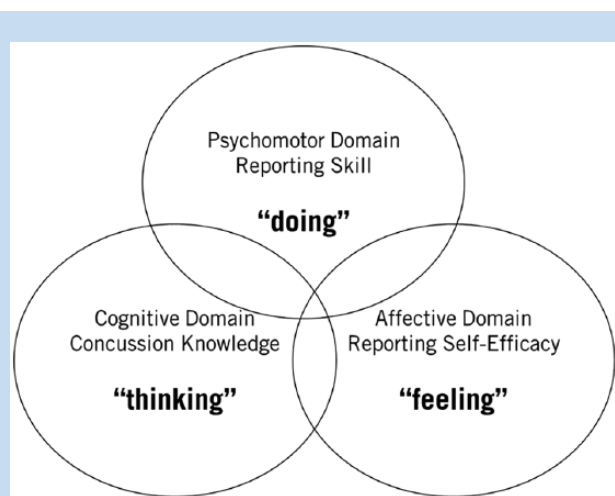 Psychomotor Domain
Reporting Skill
“doing”
Cognitive Domain
Concussion Knowledge
“thinking”
Affective Domain
Reporting Self-Efficacy
“feeling”